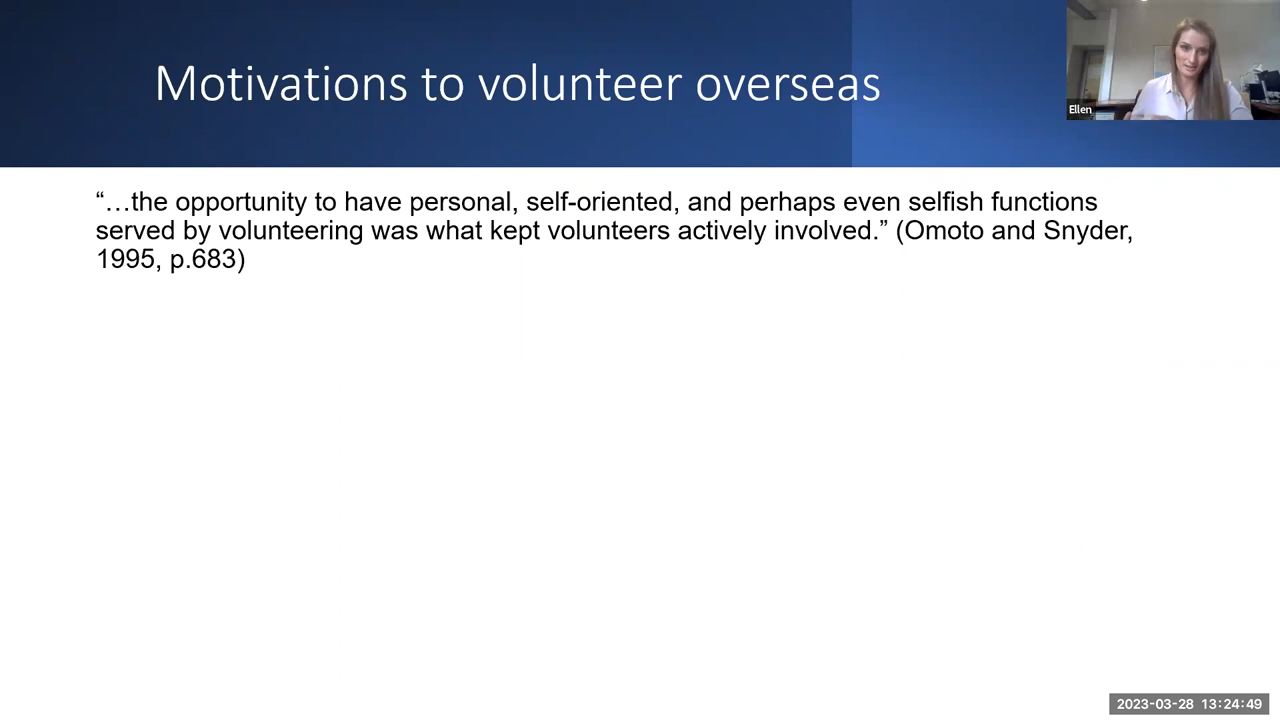 Motivations to volunteer overseas
Ellen
“…the opportunity to have personal, self-oriented, and perhaps even selfish functions
served by volunteering was what kept volunteers actively involved.” (Omoto and Snyder,
1995, p.683)
2023-03-28 13:24:49